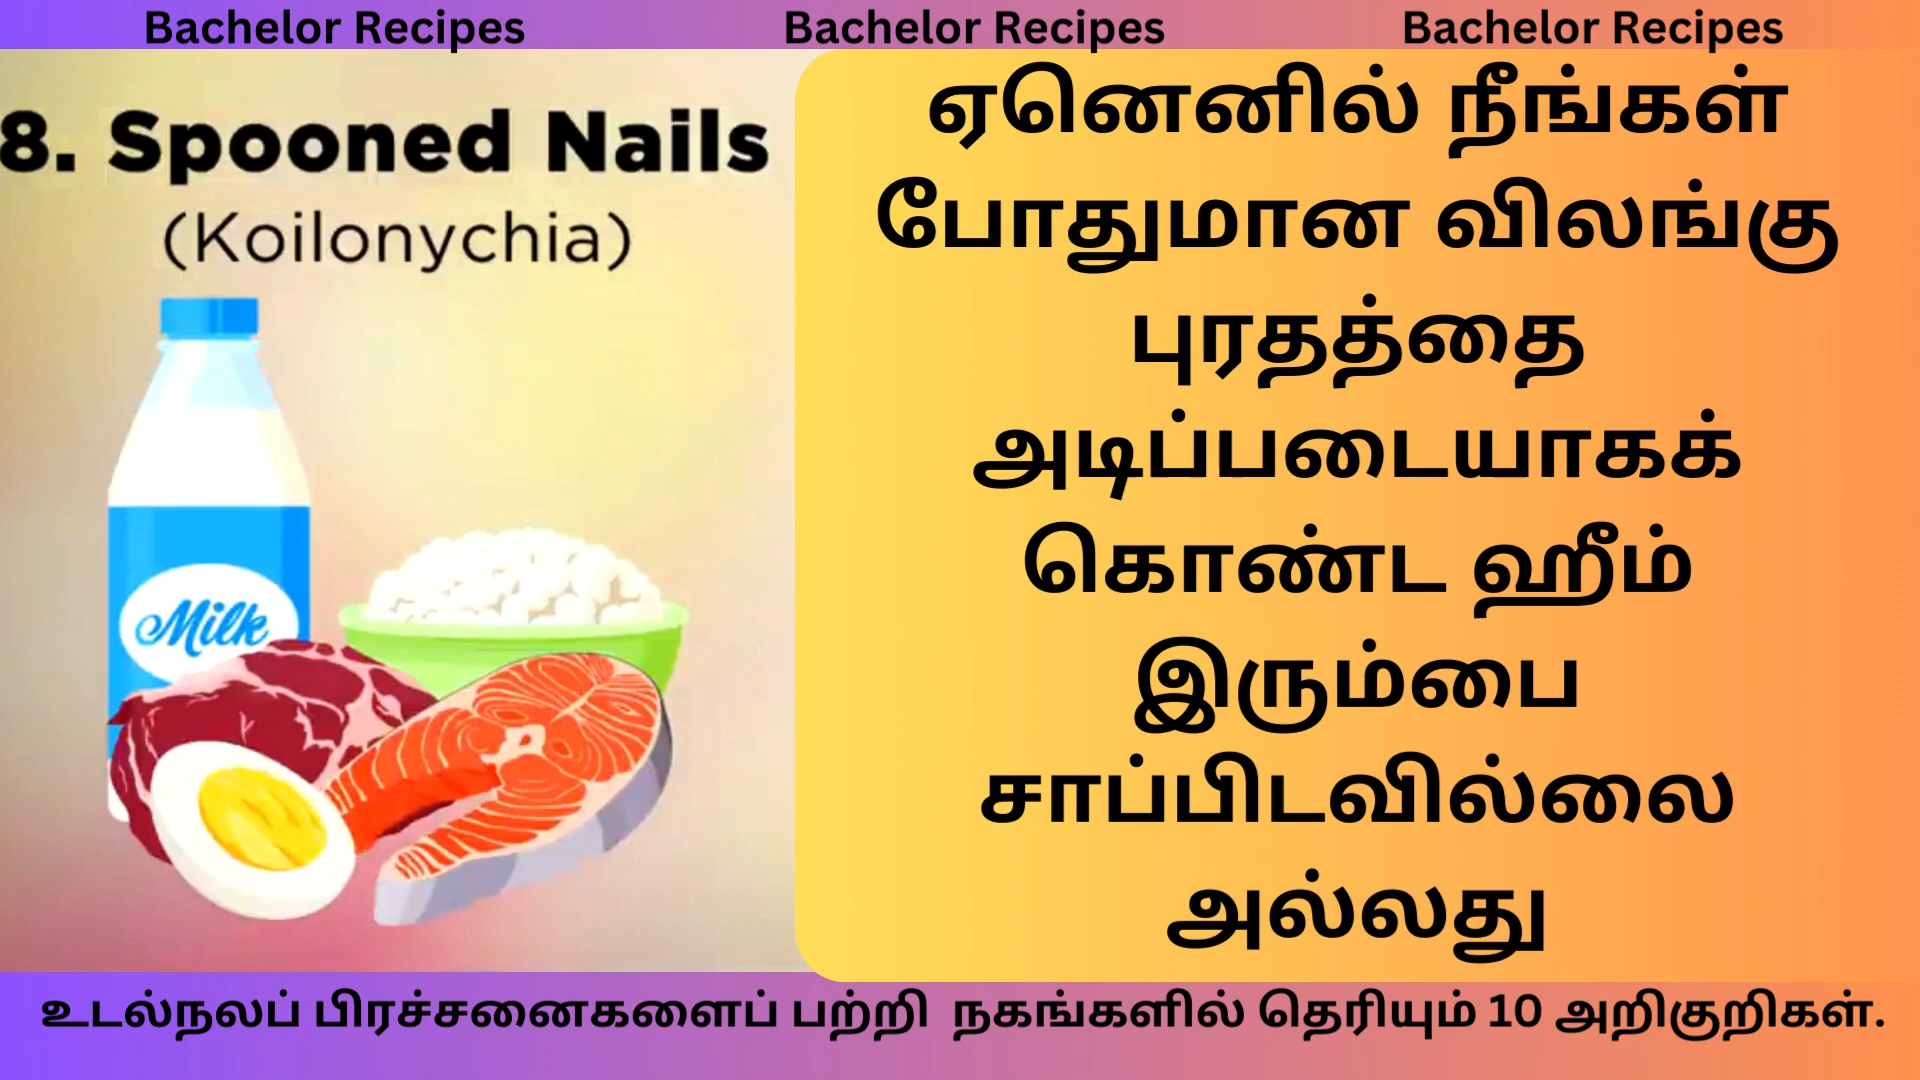 Bachelor Recipes Bachelor Recipes Bachelor Recipes
8. Spooned Nails
(Koilonychia)
Milk
ஏனெனில் நீங்கள்
போதுமான விலங்கு
புரதத்தை
அடிப்படையாகக்
கொண்ட ஹீம்
இரும்பை
சாப்பிடவில்லை
அல்லது
உடல்நலப் பிரச்சனைகளைப் பற்றி நகங்களில் தெரியும் 10 அறிகுறிகள்.